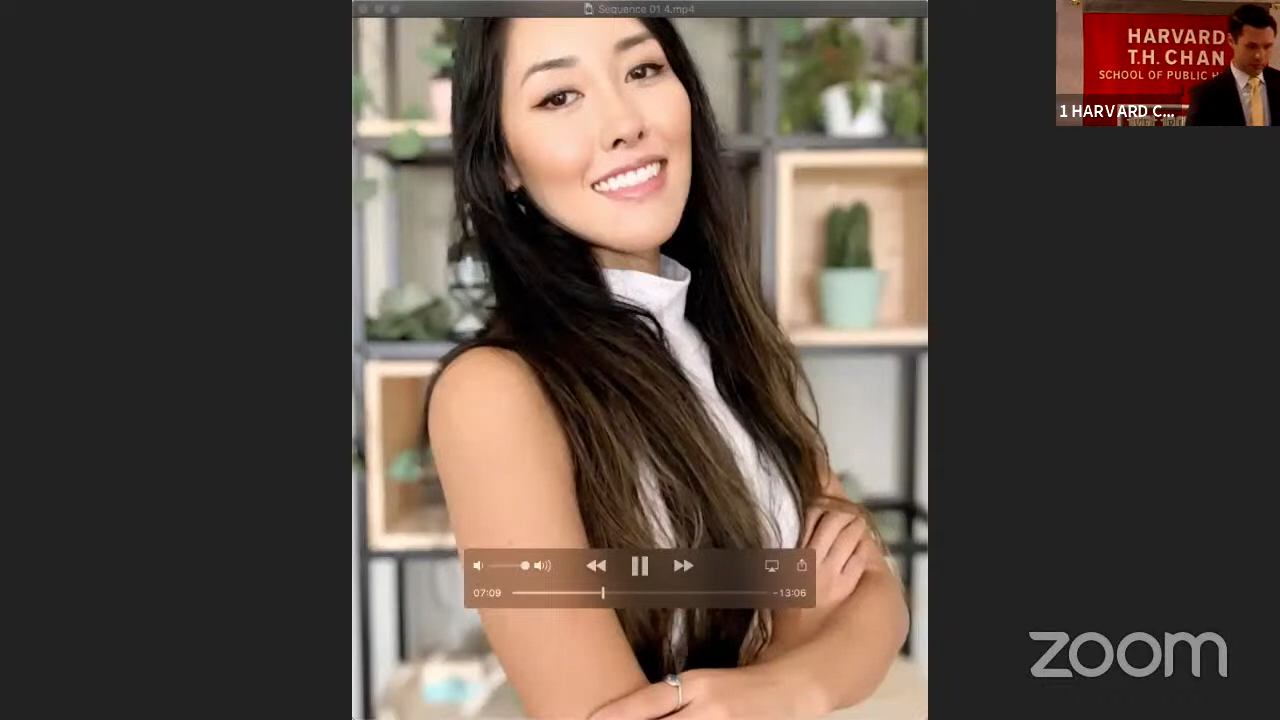 Sequence 01 4.mp4
HARVARD
T.H. CHAN
SCHOOL OF PUBLIC H
1 HARVARD C...
07:09
-13:06
zoom